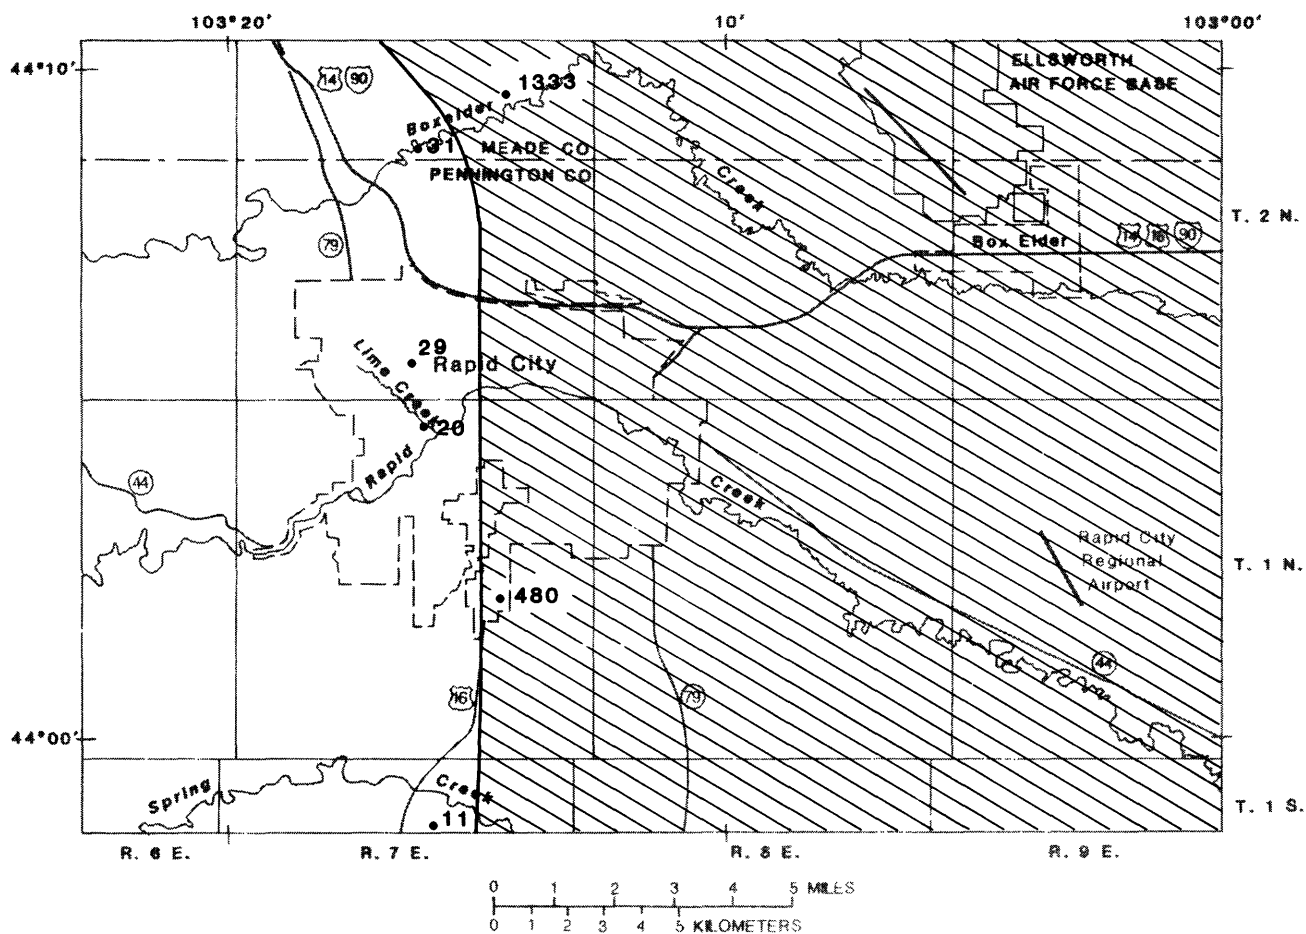 103°20' 10' 103°00'
44°10'
14 90
ELLSWORTH
AIR FORCE BASE
1333
Boxelder
31
MEADE CO
PENNINGTON CO
Creek
T. 2 N.
79
Box Elder
14 16 90
29
Rapid City
Lime Creek
20
Rapid
44
Creek
Rapid City
Regional
Airport
T. 1 N.
480
44
16
79
44°00'
Spring
Creek
11
T. 1 S.
R. 6 E. R. 7 E. R. 8 E. R. 9 E.
0 1 2 3 4 5 MILES
0 1 2 3 4 5 KILOMETERS